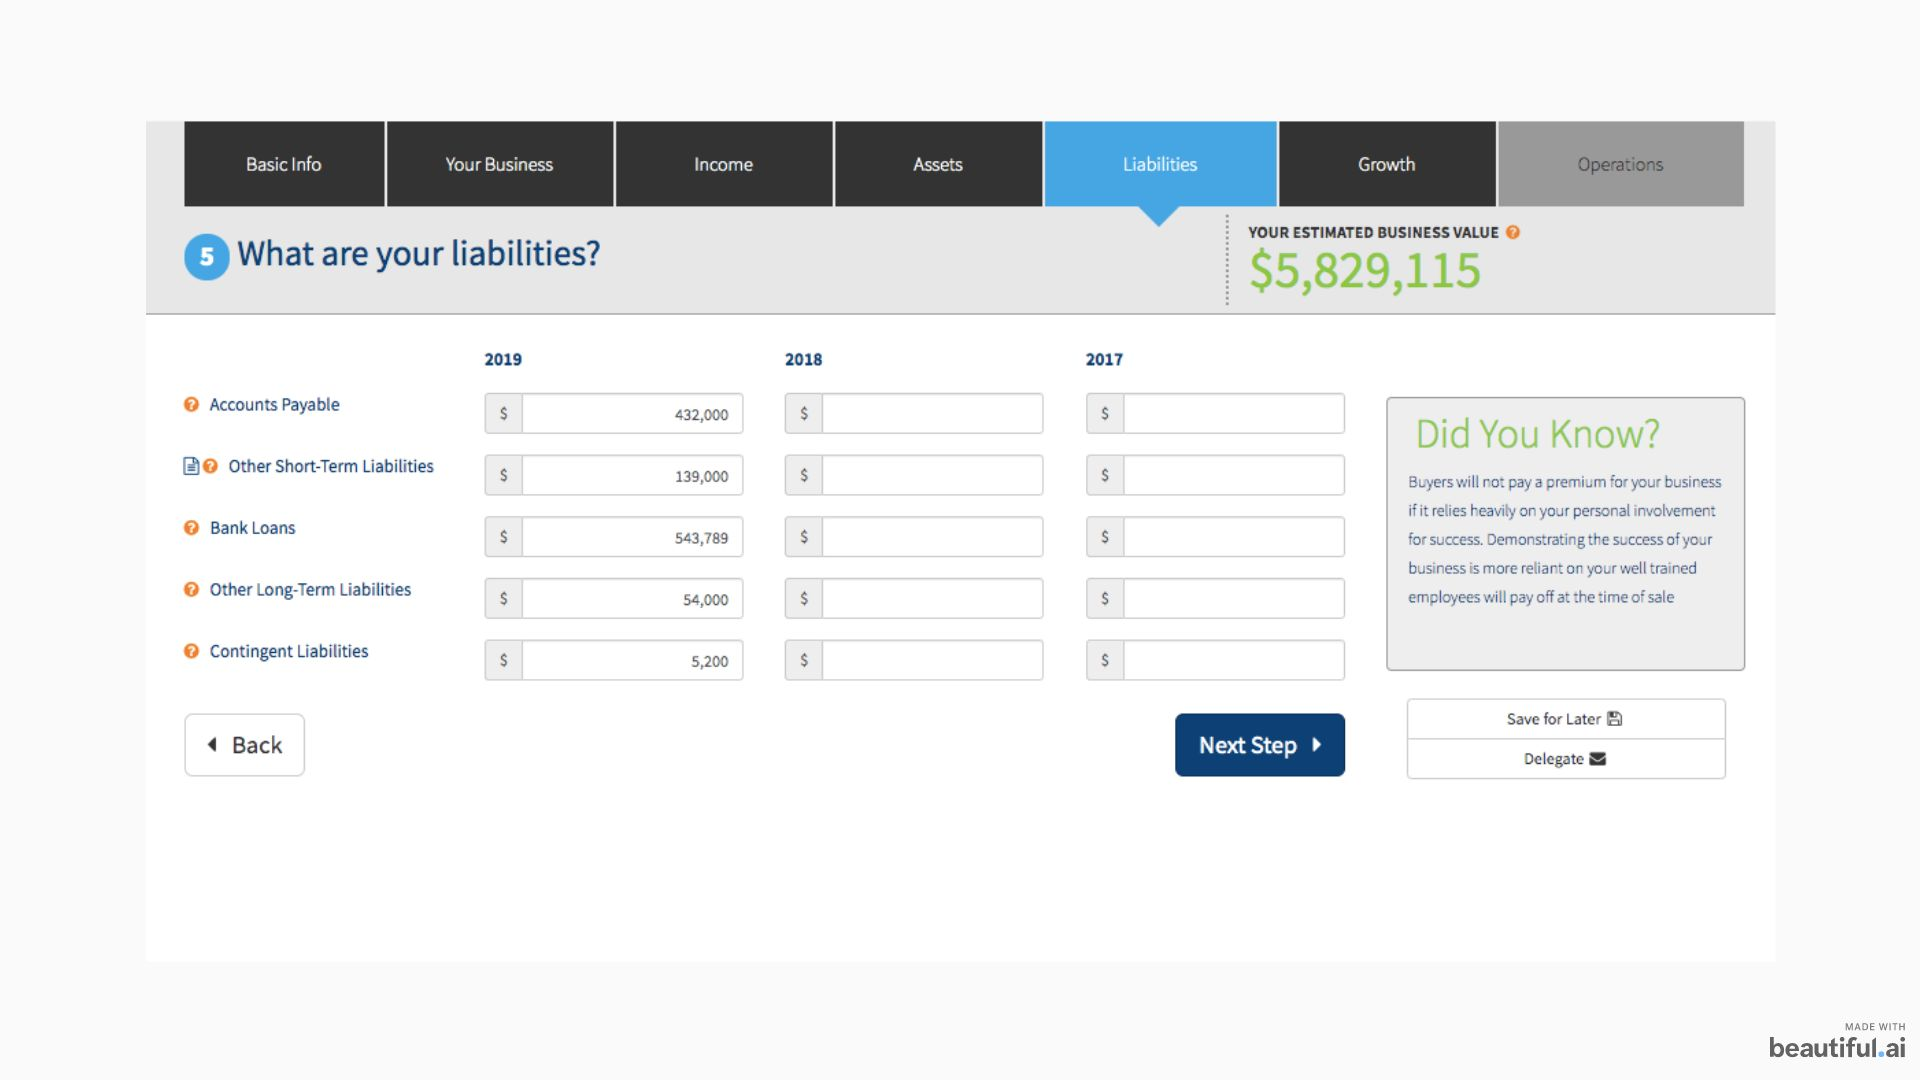 Basic Info
Your Business
Income
Assets
Liabilities
Growth
Operations
5 What are your liabilities?
YOUR ESTIMATED BUSINESS VALUE ?
$5,829,115
2019 2018 2017
? Accounts Payable $ 432,000 $ $
? Other Short-Term Liabilities $ 139,000 $ $
? Bank Loans $ 543,789 $ $
? Other Long-Term Liabilities $ 54,000 $ $
? Contingent Liabilities $ 5,200 $ $
Did You Know?
Buyers will not pay a premium for your business
if it relies heavily on your personal involvement
for success. Demonstrating the success of your
business is more reliant on your well trained
employees will pay off at the time of sale
Back
Next Step
Save for Later
Delegate
MADE WITH
beautiful.ai